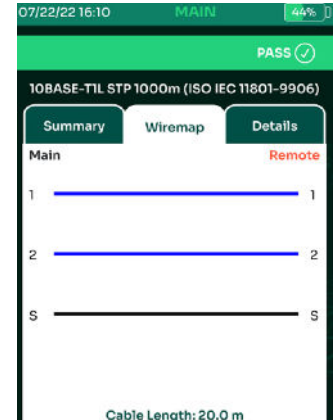 07/22/22 16:10 MAIN 44%
PASS
10BASE-T1L STP 1000m (ISO IEC 11801-9906)
Summary Wiremap Details
Main Remote
1 1
2 2
S S
Cable Length: 20.0 m